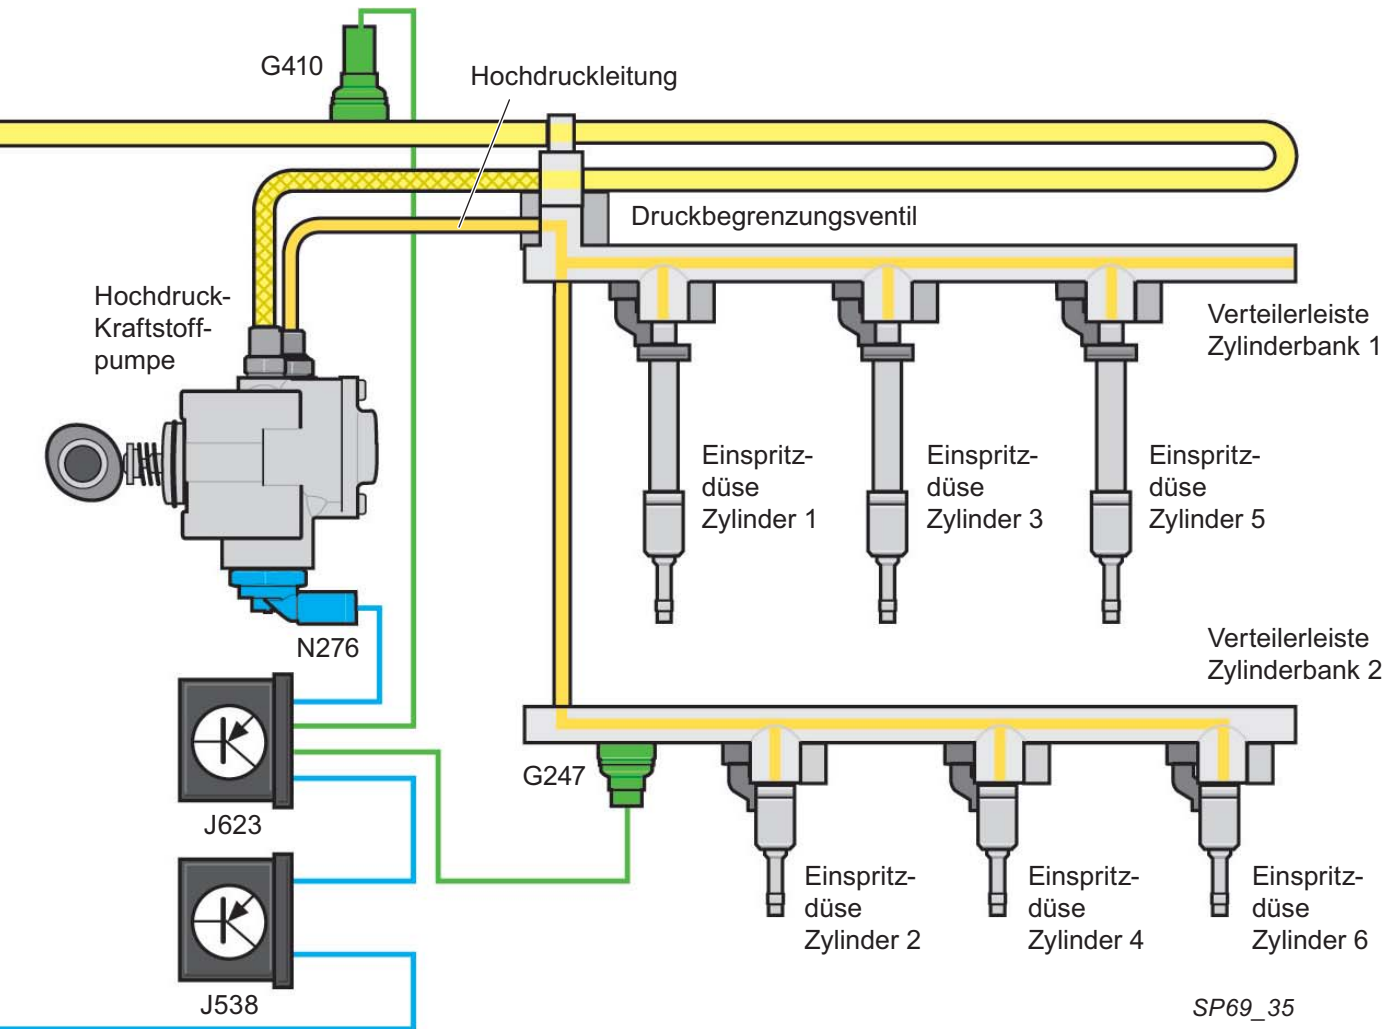 G410
Hochdruckleitung
Druckbegrenzungsventil
Hochdruck-
Kraftstoff-
pumpe
Verteilerleiste
Zylinderbank 1
Einspritz-
düse
Zylinder 1
Einspritz-
düse
Zylinder 3
Einspritz-
düse
Zylinder 5
N276
Verteilerleiste
Zylinderbank 2
G247
J623
Einspritz-
düse
Zylinder 2
Einspritz-
düse
Zylinder 4
Einspritz-
düse
Zylinder 6
J538
SP69_35